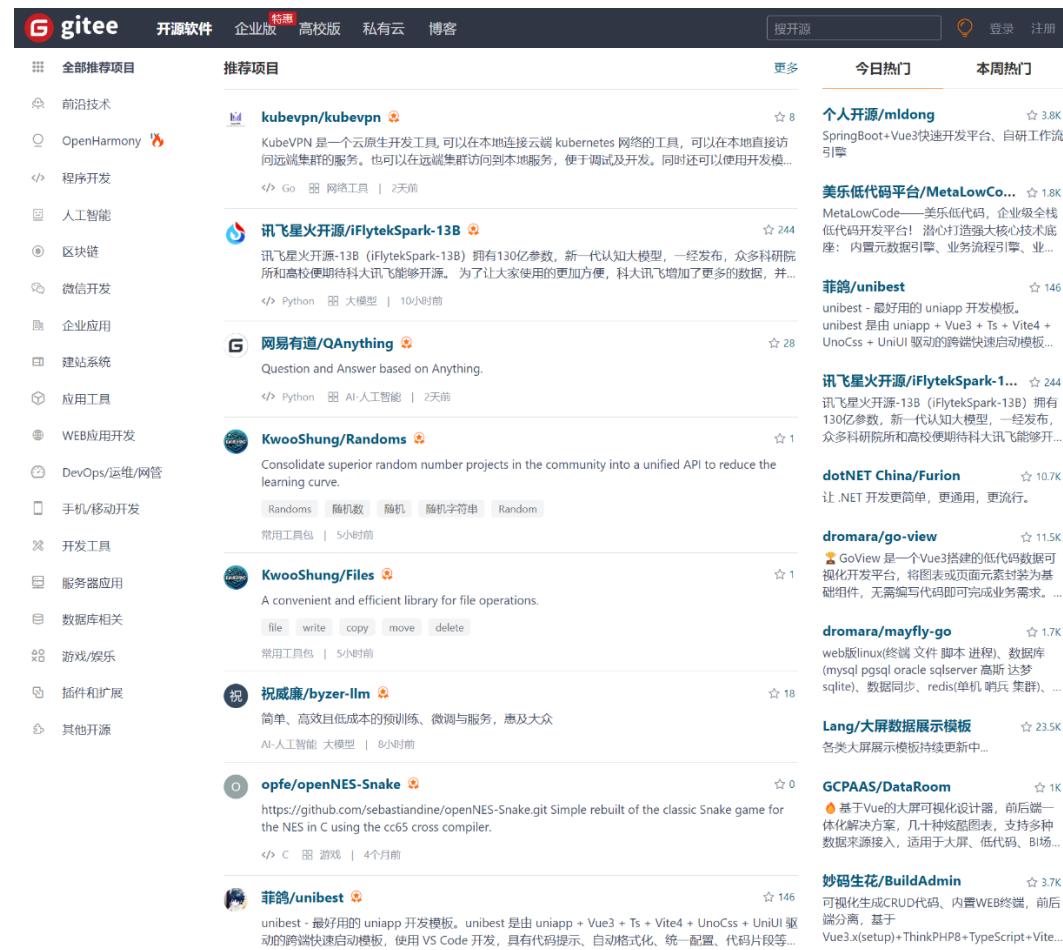 gitee
开源软件
企业版
特惠
高校版
私有云
博客
搜开源
登录
注册
全部推荐项目
前沿技术
OpenHarmony
程序开发
人工智能
区块链
微信开发
企业应用
建站系统
应用工具
WEB应用开发
DevOps/运维/网管
手机/移动开发
开发工具
服务器应用
数据库相关
游戏/娱乐
插件和扩展
其他开源
推荐项目
更多
kubevpn/kubevpn
8
KubeVPN 是一个云原生开发工具, 可以在本地连接云端 kubernetes 网络的工具，可以在本地直接访
问远端集群的服务。也可以在远端集群访问到本地服务，便于调试及开发。同时还可以使用开发模...
Go 网络工具 | 2天前
讯飞星火开源/iFlytekSpark-13B
244
讯飞星火开源-13B（iFlytekSpark-13B）拥有130亿参数，新一代认知大模型，一经发布，众多科研院
所和高校便期待科大讯飞能够开源。 为了让大家使用的更加方便，科大讯飞增加了更多的数据，并...
Python 大模型 | 10小时前
网易有道/QAnything
28
Question and Answer based on Anything.
Python AI-人工智能 | 2天前
KwooShung/Randoms
1
Consolidate superior random number projects in the community into a unified API to reduce the
learning curve.
Randoms 随机数 随机 随机字符串 Random
常用工具包 | 5小时前
KwooShung/Files
1
A convenient and efficient library for file operations.
file write copy move delete
常用工具包 | 5小时前
祝
祝威廉/byzer-llm
18
简单、高效且低成本的预训练、微调与服务，惠及大众
AI-人工智能 大模型 | 8小时前
O
opfe/openNES-Snake
0
https://github.com/sebastiandine/openNES-Snake.git Simple rebuilt of the classic Snake game for
the NES in C using the cc65 cross compiler.
C 游戏 | 4个月前
菲鸽/unibest
146
unibest - 最好用的 uniapp 开发模板。unibest 是由 uniapp + Vue3 + Ts + Vite4 + UnoCss + UniUI 驱
动的跨端快速启动模板，使用 VS Code 开发，具有代码提示、自动格式化、统一配置、代码片段等...
今日热门
本周热门
个人开源/mldong
3.8K
SpringBoot+Vue3快速开发平台、自研工作流
引擎
美乐低代码平台/MetaLowCo...
1.8K
MetaLowCode——美乐低代码，企业级全栈
低代码开发平台！ 潜心打造强大核心技术底
座： 内置元数据引擎、业务流程引擎、业...
菲鸽/unibest
146
unibest - 最好用的 uniapp 开发模板。
unibest 是由 uniapp + Vue3 + Ts + Vite4 +
UnoCss + UniUI 驱动的跨端快速启动模板...
讯飞星火开源/iFlytekSpark-1...
244
讯飞星火开源-13B（iFlytekSpark-13B）拥有
130亿参数，新一代认知大模型，一经发布，
众多科研院所和高校便期待科大讯飞能够开...
dotNET China/Furion
10.7K
让 .NET 开发更简单，更通用，更流行。
dromara/go-view
11.5K
GoView 是一个Vue3搭建的低代码数据可
视化开发平台，将图表或页面元素封装为基
础组件，无需编写代码即可完成业务需求。...
dromara/mayfly-go
1.7K
web版linux(终端 文件 脚本 进程)、数据库
(mysql pgsql oracle sqlserver 高斯 达梦
sqlite)、数据同步、redis(单机 哨兵 集群)、...
Lang/大屏数据展示模板
23.5K
各类大屏展示模板持续更新中...
GCPAAS/DataRoom
1K
基于Vue的大屏可视化设计器，前后端一
体化解决方案，几十种炫酷图表，支持多种
数据来源接入，适用于大屏、低代码、BI场...
妙码生花/BuildAdmin
3.7K
可视化生成CRUD代码、内置WEB终端，前后
端分离，基于
Vue3.x(setup)+ThinkPHP8+TypeScript+Vite...